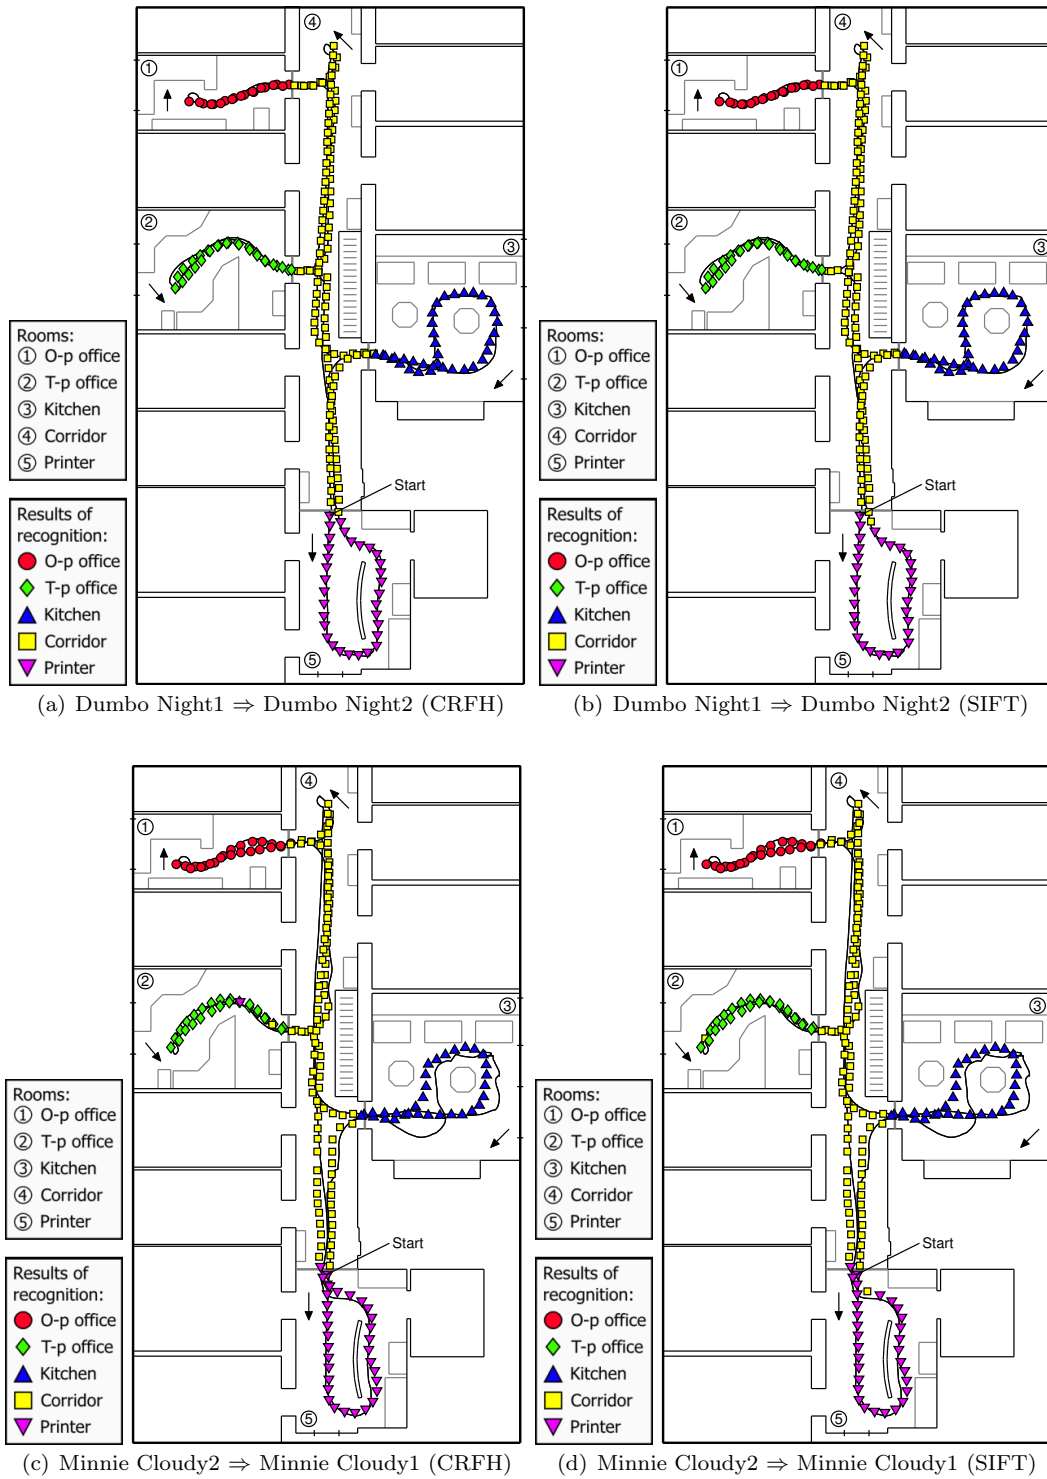 ④
①
②
③
Rooms:
① O-p office
② T-p office
③ Kitchen
④ Corridor
⑤ Printer
Start
Results of
recognition:
O-p office
T-p office
Kitchen
Corridor
Printer
⑤
(a) Dumbo Night1 ⇒ Dumbo Night2 (CRFH)
④
①
②
③
Rooms:
① O-p office
② T-p office
③ Kitchen
④ Corridor
⑤ Printer
Start
Results of
recognition:
O-p office
T-p office
Kitchen
Corridor
Printer
⑤
(b) Dumbo Night1 ⇒ Dumbo Night2 (SIFT)
④
①
②
③
Rooms:
① O-p office
② T-p office
③ Kitchen
④ Corridor
⑤ Printer
Start
Results of
recognition:
O-p office
T-p office
Kitchen
Corridor
Printer
⑤
(c) Minnie Cloudy2 ⇒ Minnie Cloudy1 (CRFH)
④
①
②
③
Rooms:
① O-p office
② T-p office
③ Kitchen
④ Corridor
⑤ Printer
Start
Results of
recognition:
O-p office
T-p office
Kitchen
Corridor
Printer
⑤
(d) Minnie Cloudy2 ⇒ Minnie Cloudy1 (SIFT)